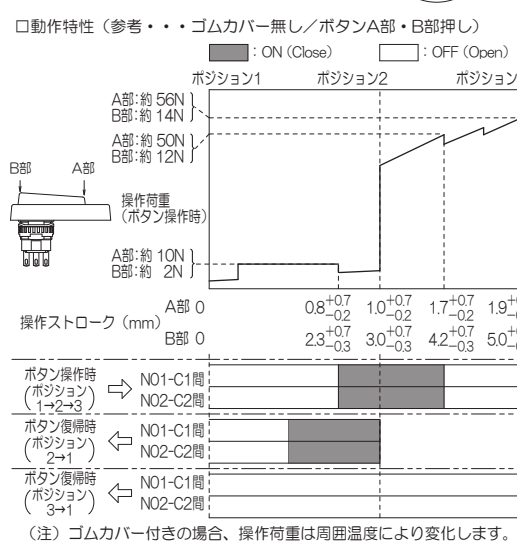 □動作特性（参考・・・ゴムカバー無し／ボタンA部・B部押し）
：ON (Close) ：OFF (Open)
ポジション1 ポジション2 ポジション
A部：約 56N
B部：約 14N
A部：約 50N
B部：約 12N
B部 A部
操作荷重
（ボタン操作時）
A部：約 10N
B部：約 2N
操作ストローク（mm）
A部 0 0.8+0.7−0.2 1.0+0.7−0.2 1.7+0.7−0.2 1.9+
B部 0 2.3+0.7−0.3 3.0+0.7−0.3 4.2+0.7−0.3 5.0+
ボタン操作時
（ポジション
1→2→3）
N01-C1間
N02-C2間
ボタン復帰時
（ポジション
2→1）
N01-C1間
N02-C2間
ボタン復帰時
（ポジション
3→1）
N01-C1間
N02-C2間
（注）ゴムカバー付きの場合、操作荷重は周囲温度により変化します。